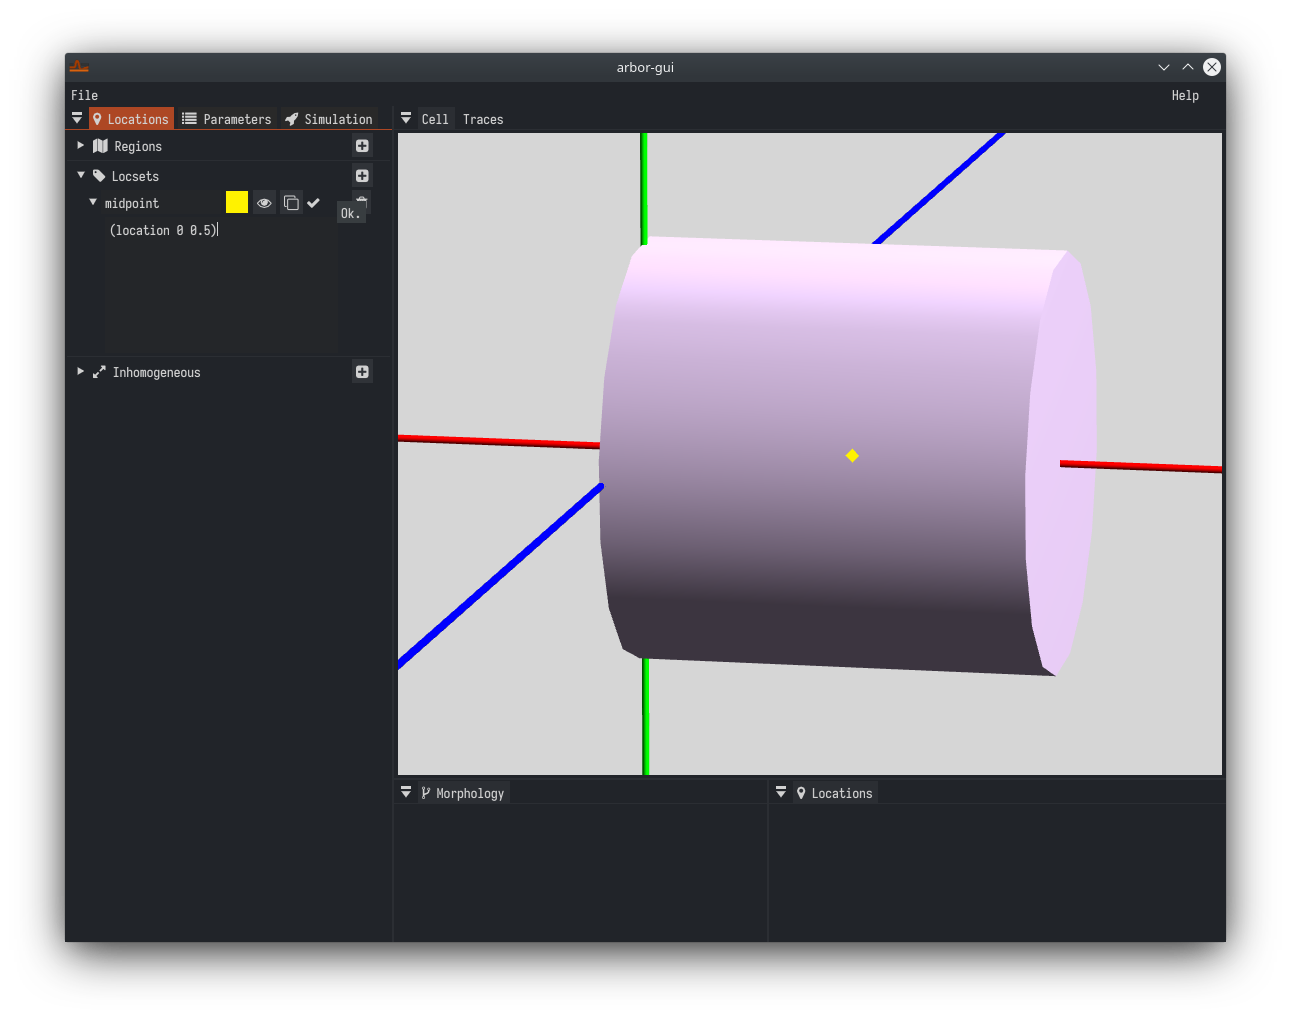 arbor-gui
File Help
Locations Parameters Simulation Cell Traces
Regions
Locsets
midpoint
Ok.
(location 0 0.5)
Inhomogeneous
Morphology Locations